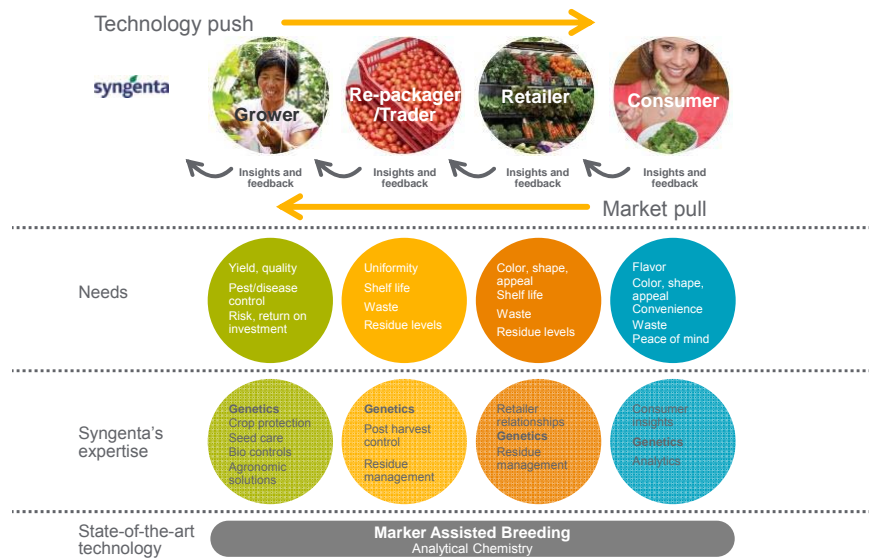 Technology push
syngenta
Grower
Re-packager
/Trader
Retailer
Consumer
Insights and
feedback
Insights and
feedback
Insights and
feedback
Insights and
feedback
Market pull
Needs
Yield, quality
Pest/disease
control
Risk, return on
investment
Uniformity
Shelf life
Waste
Residue levels
Color, shape,
appeal
Shelf life
Waste
Residue levels
Flavor
Color, shape,
appeal
Convenience
Waste
Peace of mind
Syngenta's
expertise
Genetics
Crop protection
Seed care
Bio controls
Agronomic
solutions
Genetics
Post harvest
control
Residue
management
Retailer
relationships
Genetics
Residue
management
Consumer
insights
Genetics
Analytics
State-of-the-art
technology
Marker Assisted Breeding
Analytical Chemistry